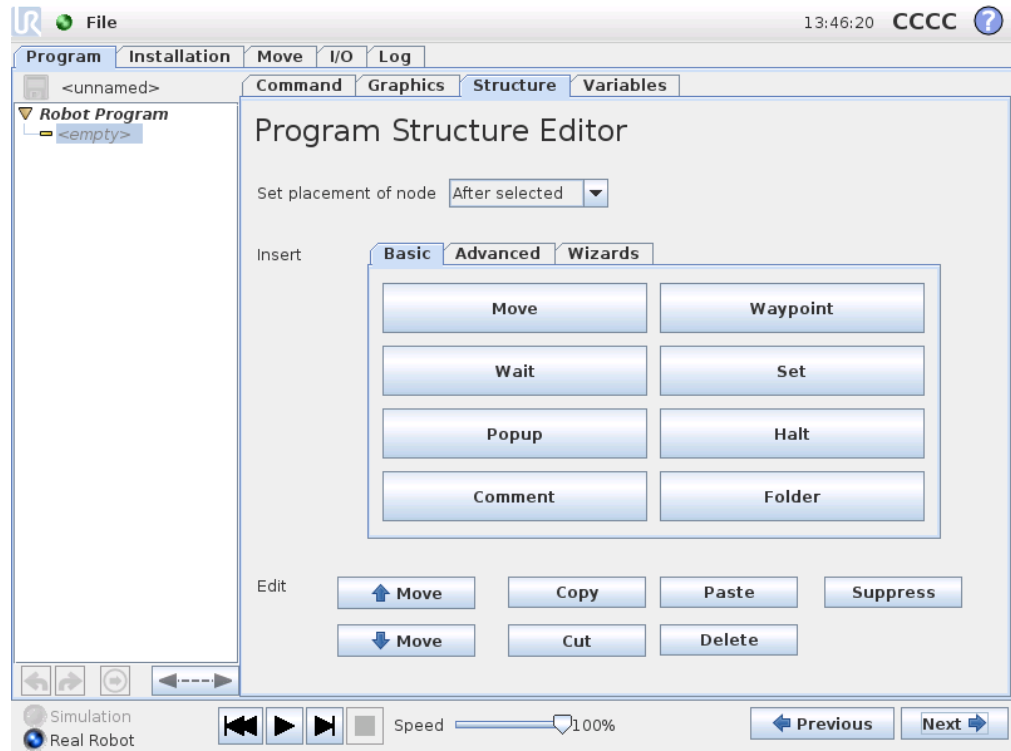 UR File 13:46:20 CCCC ?
Program Installation Move I/O Log
<unnamed> Command Graphics Structure Variables
Robot Program
<empty>
Program Structure Editor
Set placement of node After selected
Insert Basic Advanced Wizards
Move Waypoint
Wait Set
Popup Halt
Comment Folder
Edit Move Copy Paste Suppress
Move Cut Delete
Simulation
Real Robot
Speed 100% Previous Next